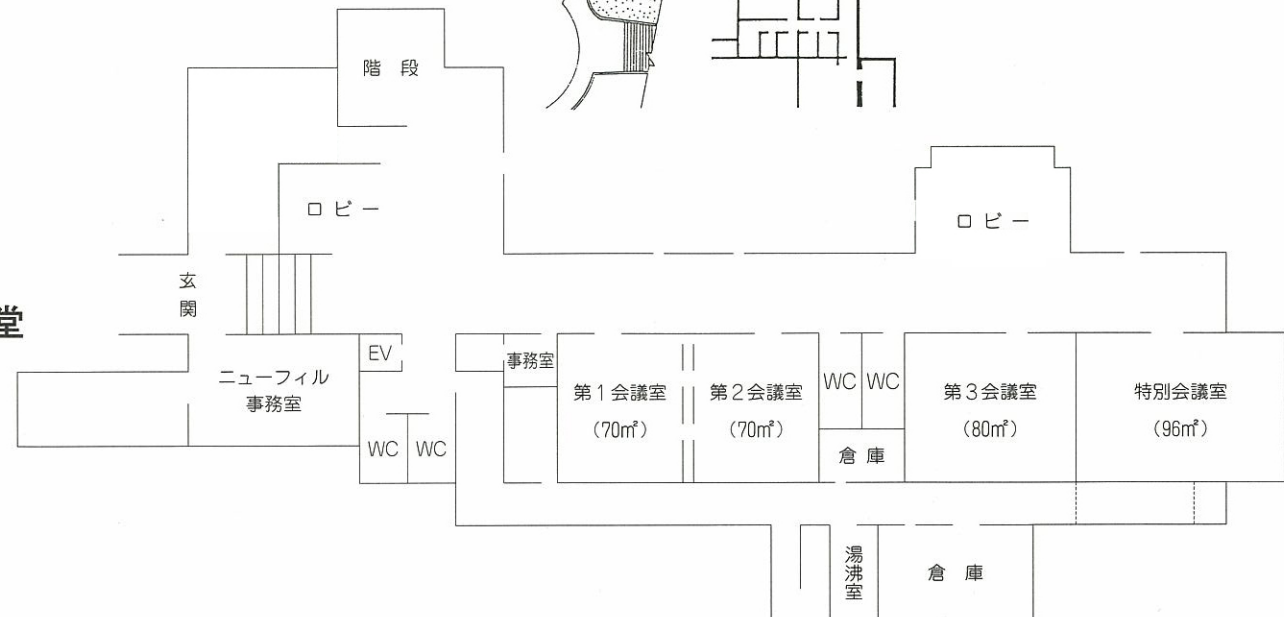 階 段
ロ ビ ー
ロ ビ ー
玄
関
堂
EV
事務室
ニューフィル
事務室
第1会議室
(70㎡)
第2会議室
(70㎡)
WC
WC
第3会議室
(80㎡)
特別会議室
(96㎡)
WC
WC
倉 庫
湯沸室
倉 庫